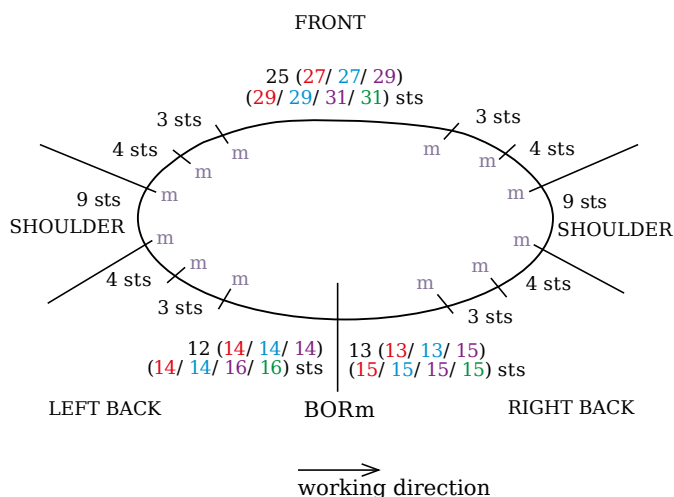 FRONT
25 (27/ 27/ 29)
(29/ 29/ 31/ 31) sts
3 sts
3 sts
4 sts
4 sts
m
m
m
m
m
m
9 sts
9 sts
SHOULDER
SHOULDER
m
m
m
m
m
m
4 sts
4 sts
3 sts
3 sts
12 (14/ 14/ 14)
(14/ 14/ 16/ 16) sts
13 (13/ 13/ 15)
(15/ 15/ 15/ 15) sts
LEFT BACK
BORm
RIGHT BACK
working direction